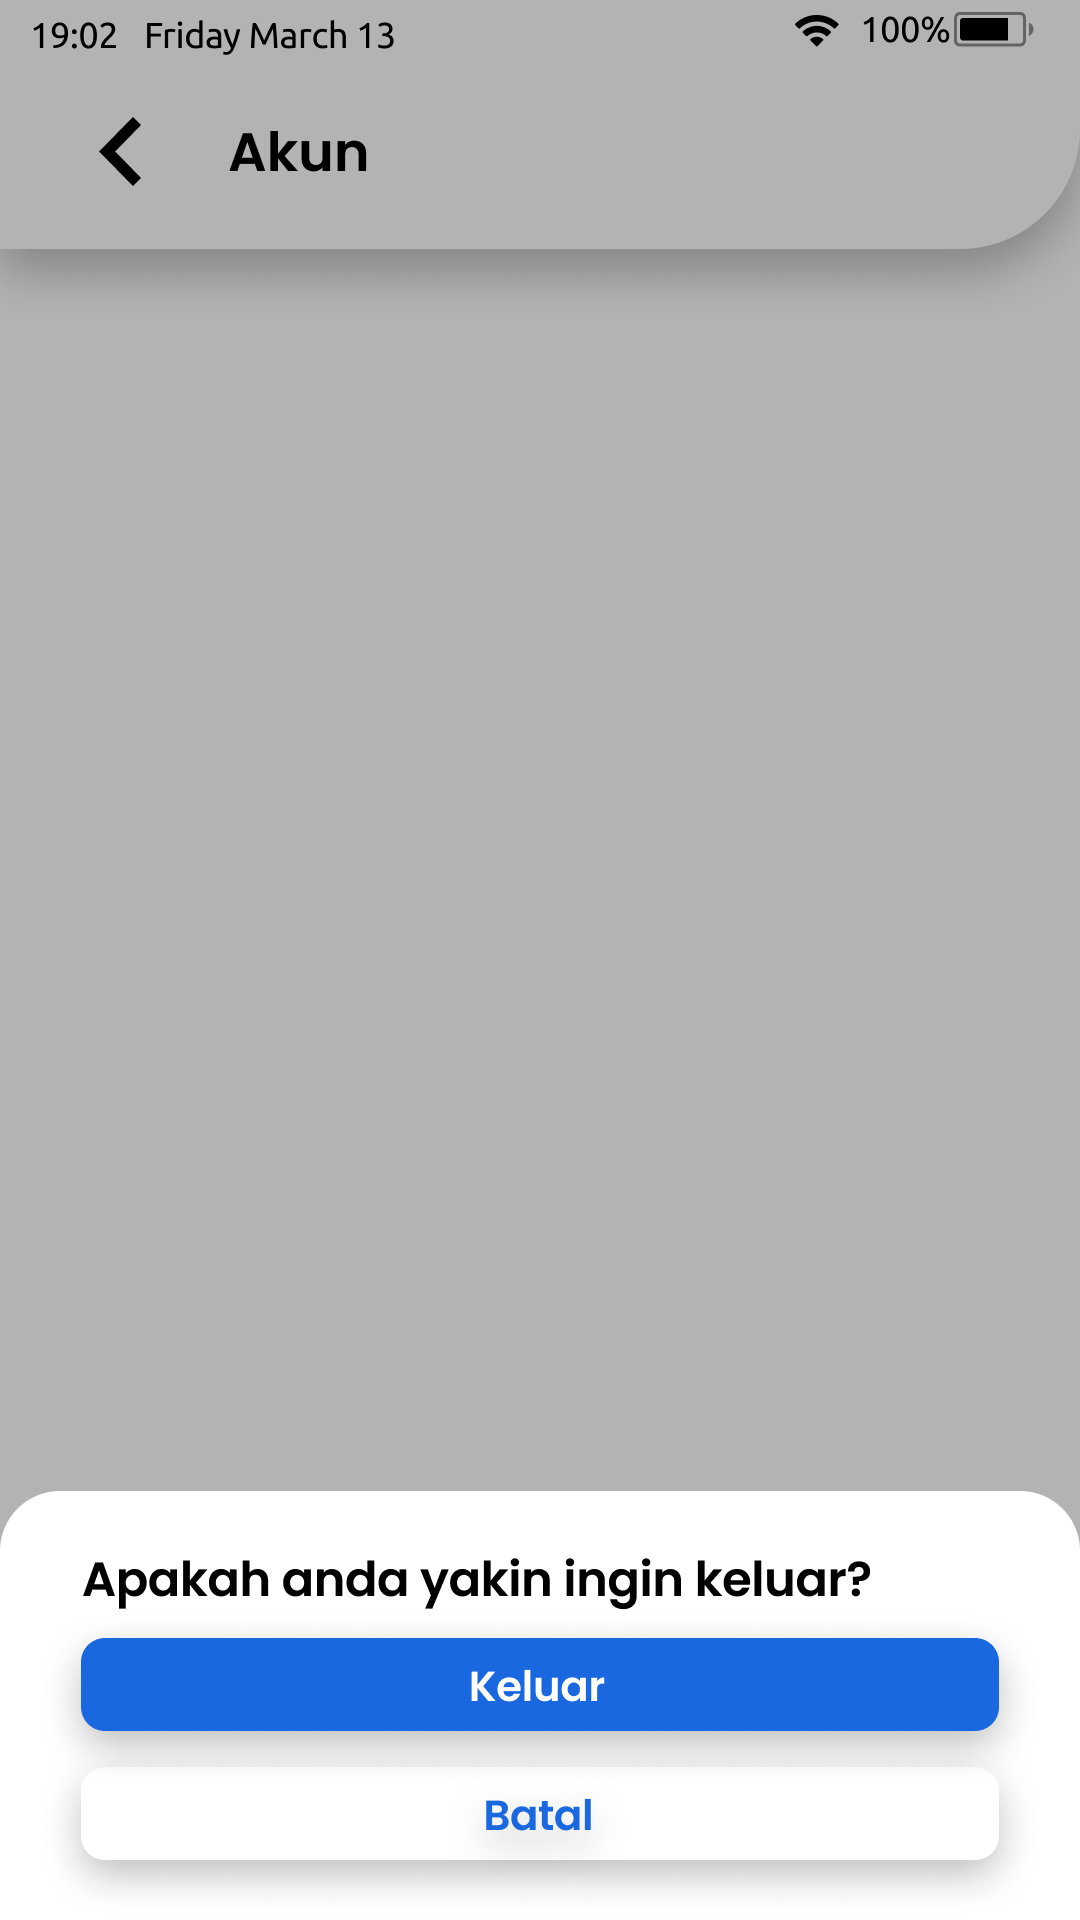 19:02 Friday March 13 100%
Akun
Apakah anda yakin ingin keluar?
Keluar
Batal